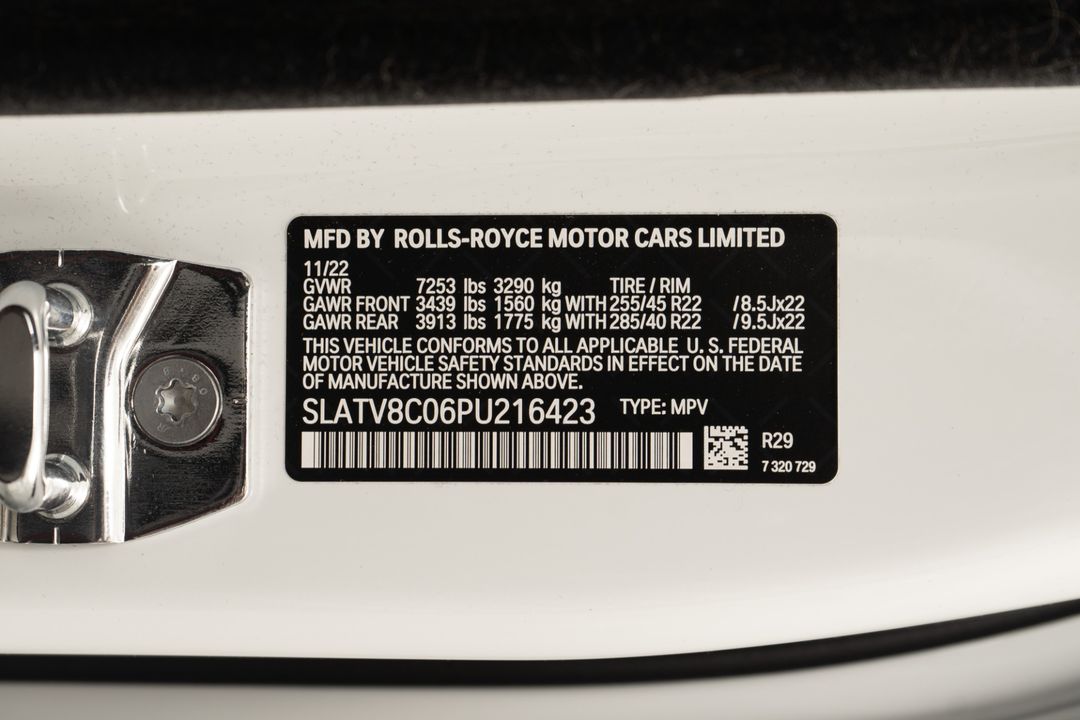 MFD BY ROLLS-ROYCE MOTOR CARS LIMITED
11/22
GVWR 7253 lbs 3290 kg TIRE / RIM
GAWR FRONT 3439 lbs 1560 kg WITH 255/45 R22 /8.5Jx22
GAWR REAR 3913 lbs 1775 kg WITH 285/40 R22 /9.5Jx22
THIS VEHICLE CONFORMS TO ALL APPLICABLE U. S. FEDERAL
MOTOR VEHICLE SAFETY STANDARDS IN EFFECT ON THE DATE
OF MANUFACTURE SHOWN ABOVE.
SLATV8C06PU216423 TYPE: MPV
R29
7 320 729